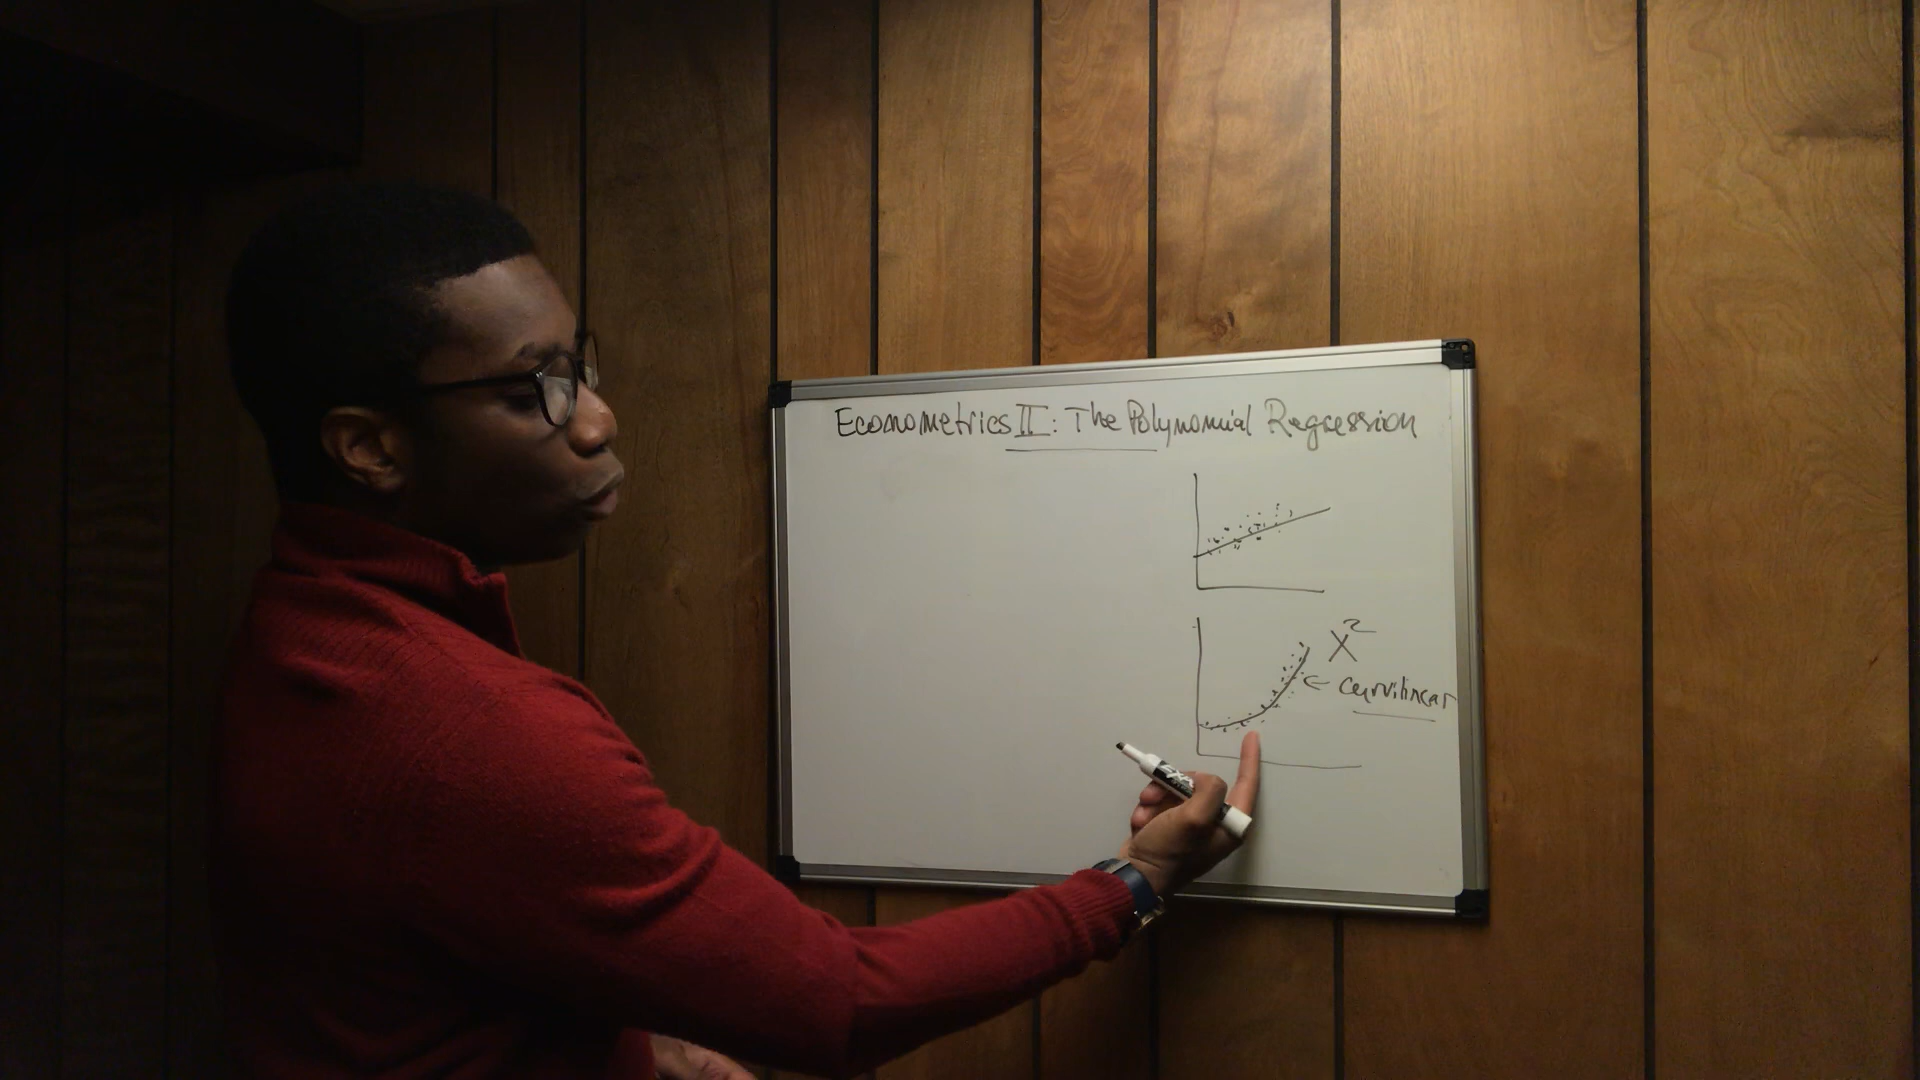 Econometrics II: The Polynomial Regression
X²
curvilinear